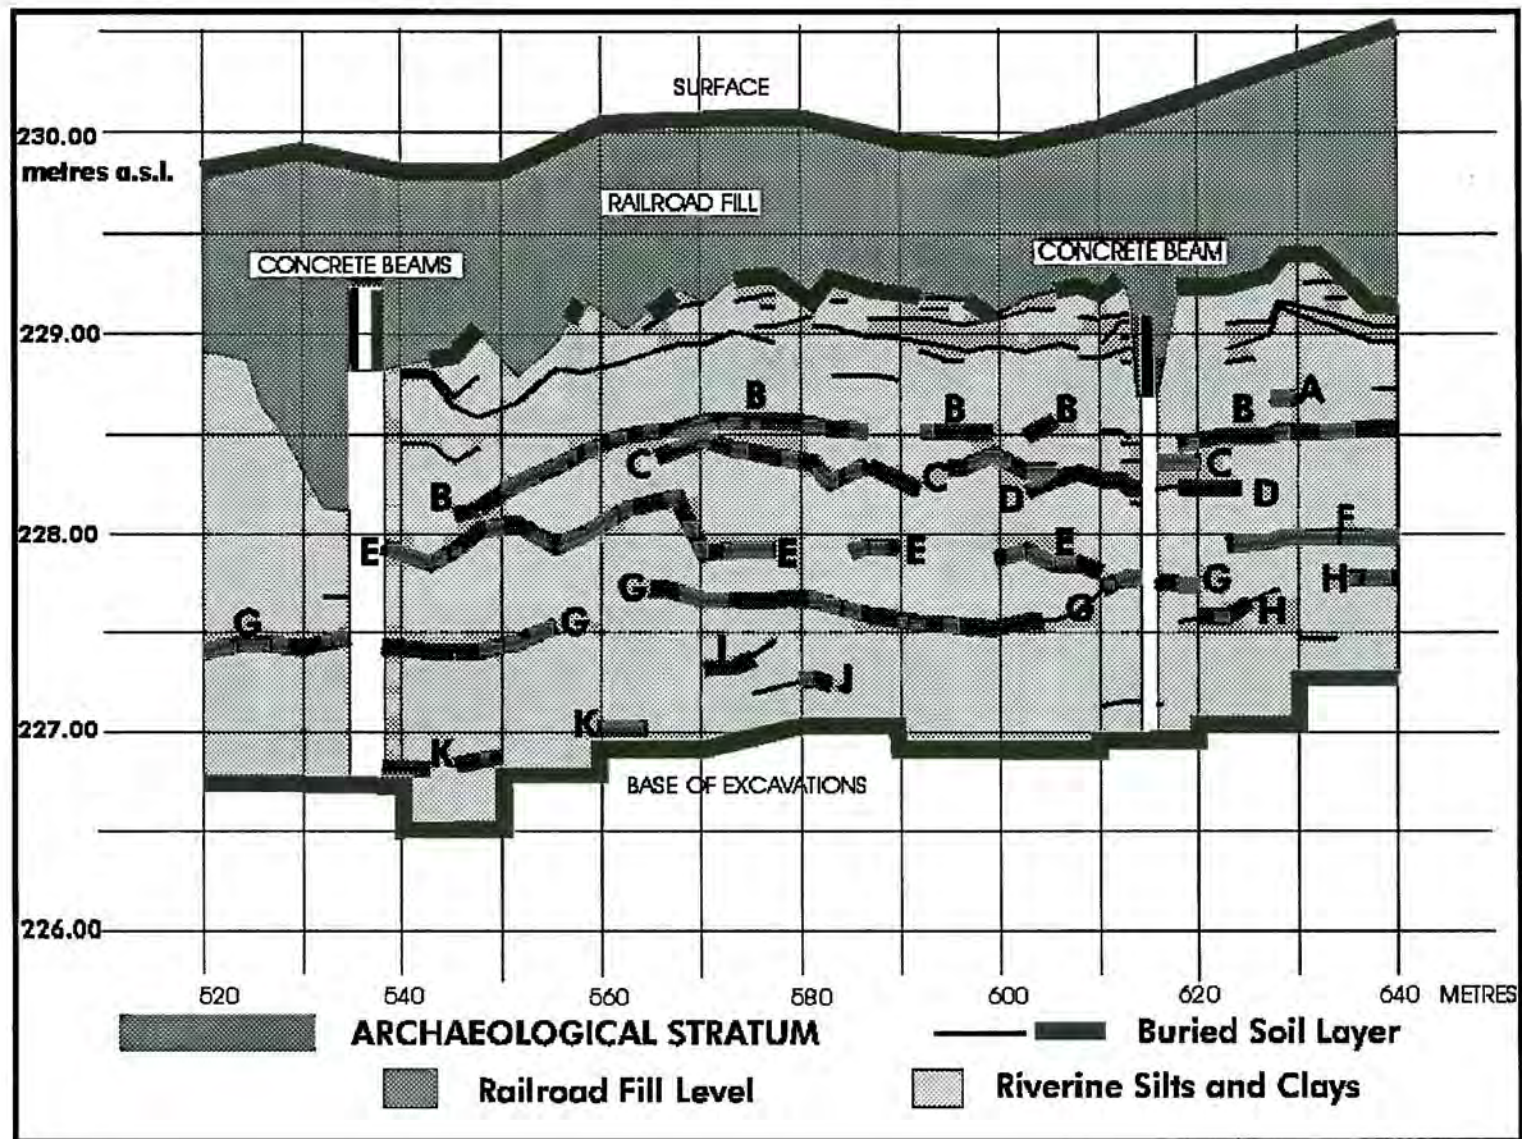 SURFACE
230.00
metres a.s.l.
RAILROAD FILL
CONCRETE BEAMS
CONCRETE BEAM
229.00
B
B
B
B
A
C
C
C
B
D
D
228.00
E
E
E
E
F
G
G
H
G
G
G
H
I
J
227.00
K
K
BASE OF EXCAVATIONS
226.00
520 540 560 580 600 620 640 METRES
ARCHAEOLOGICAL STRATUM
Buried Soil Layer
Railroad Fill Level
Riverine Silts and Clays